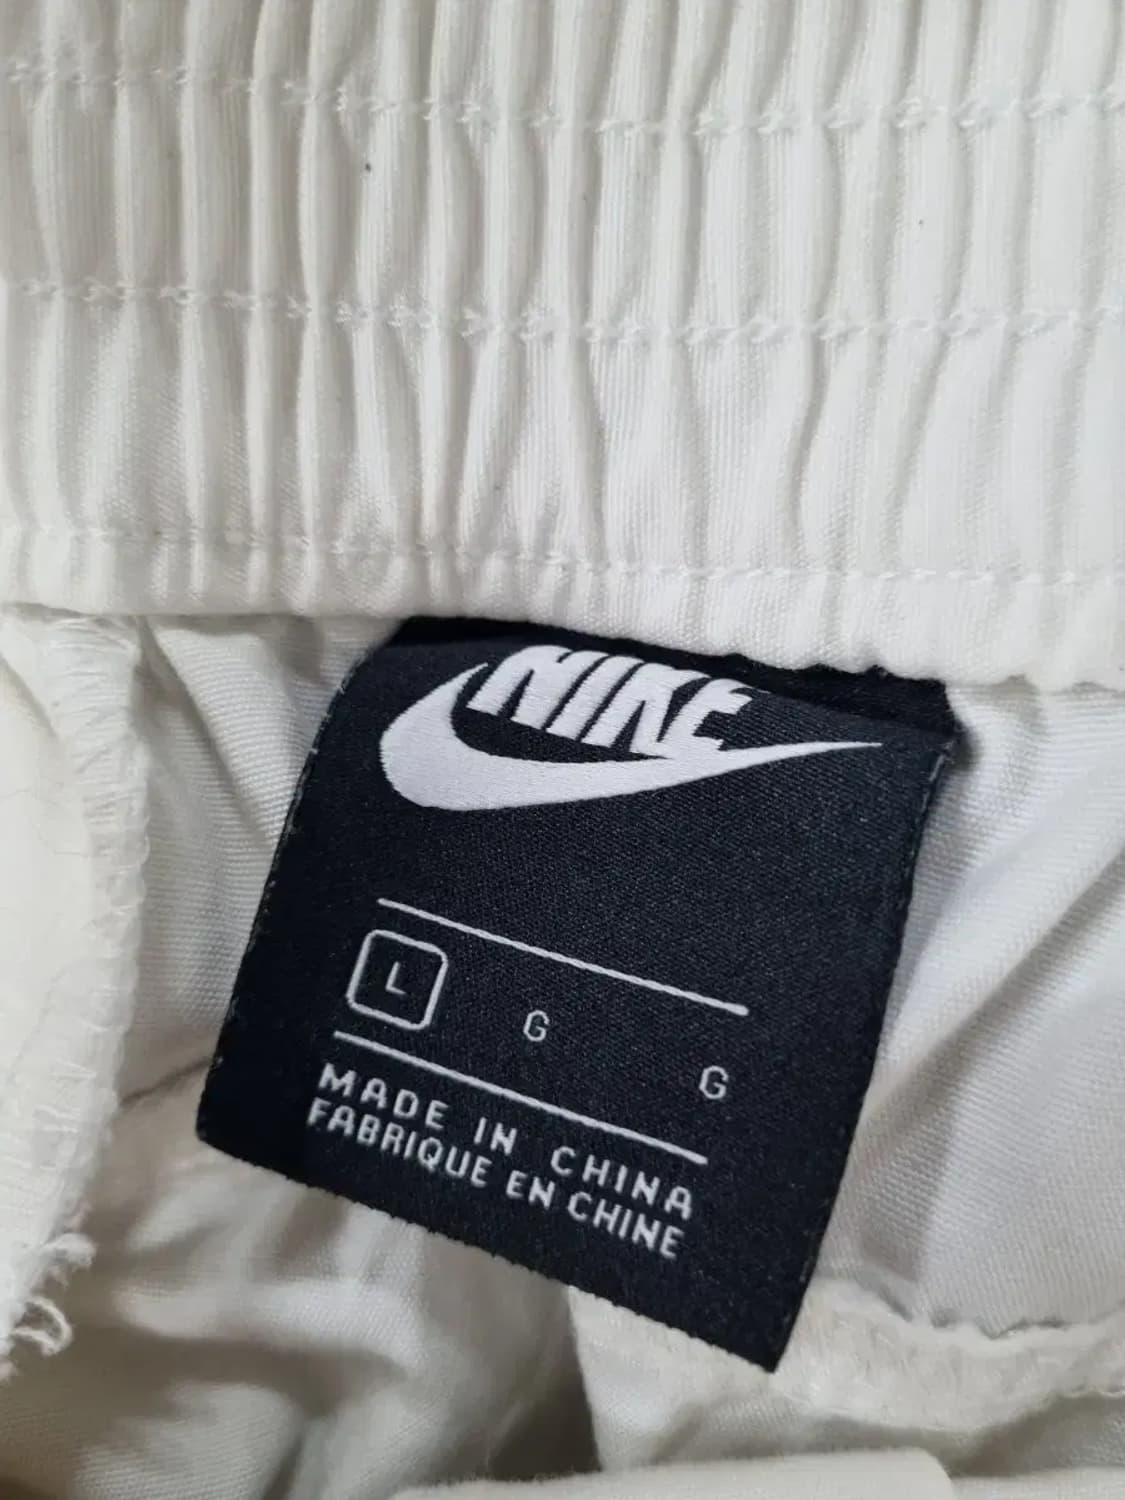 NIKE
L G G
MADE IN CHINA
FABRIQUE EN CHINE